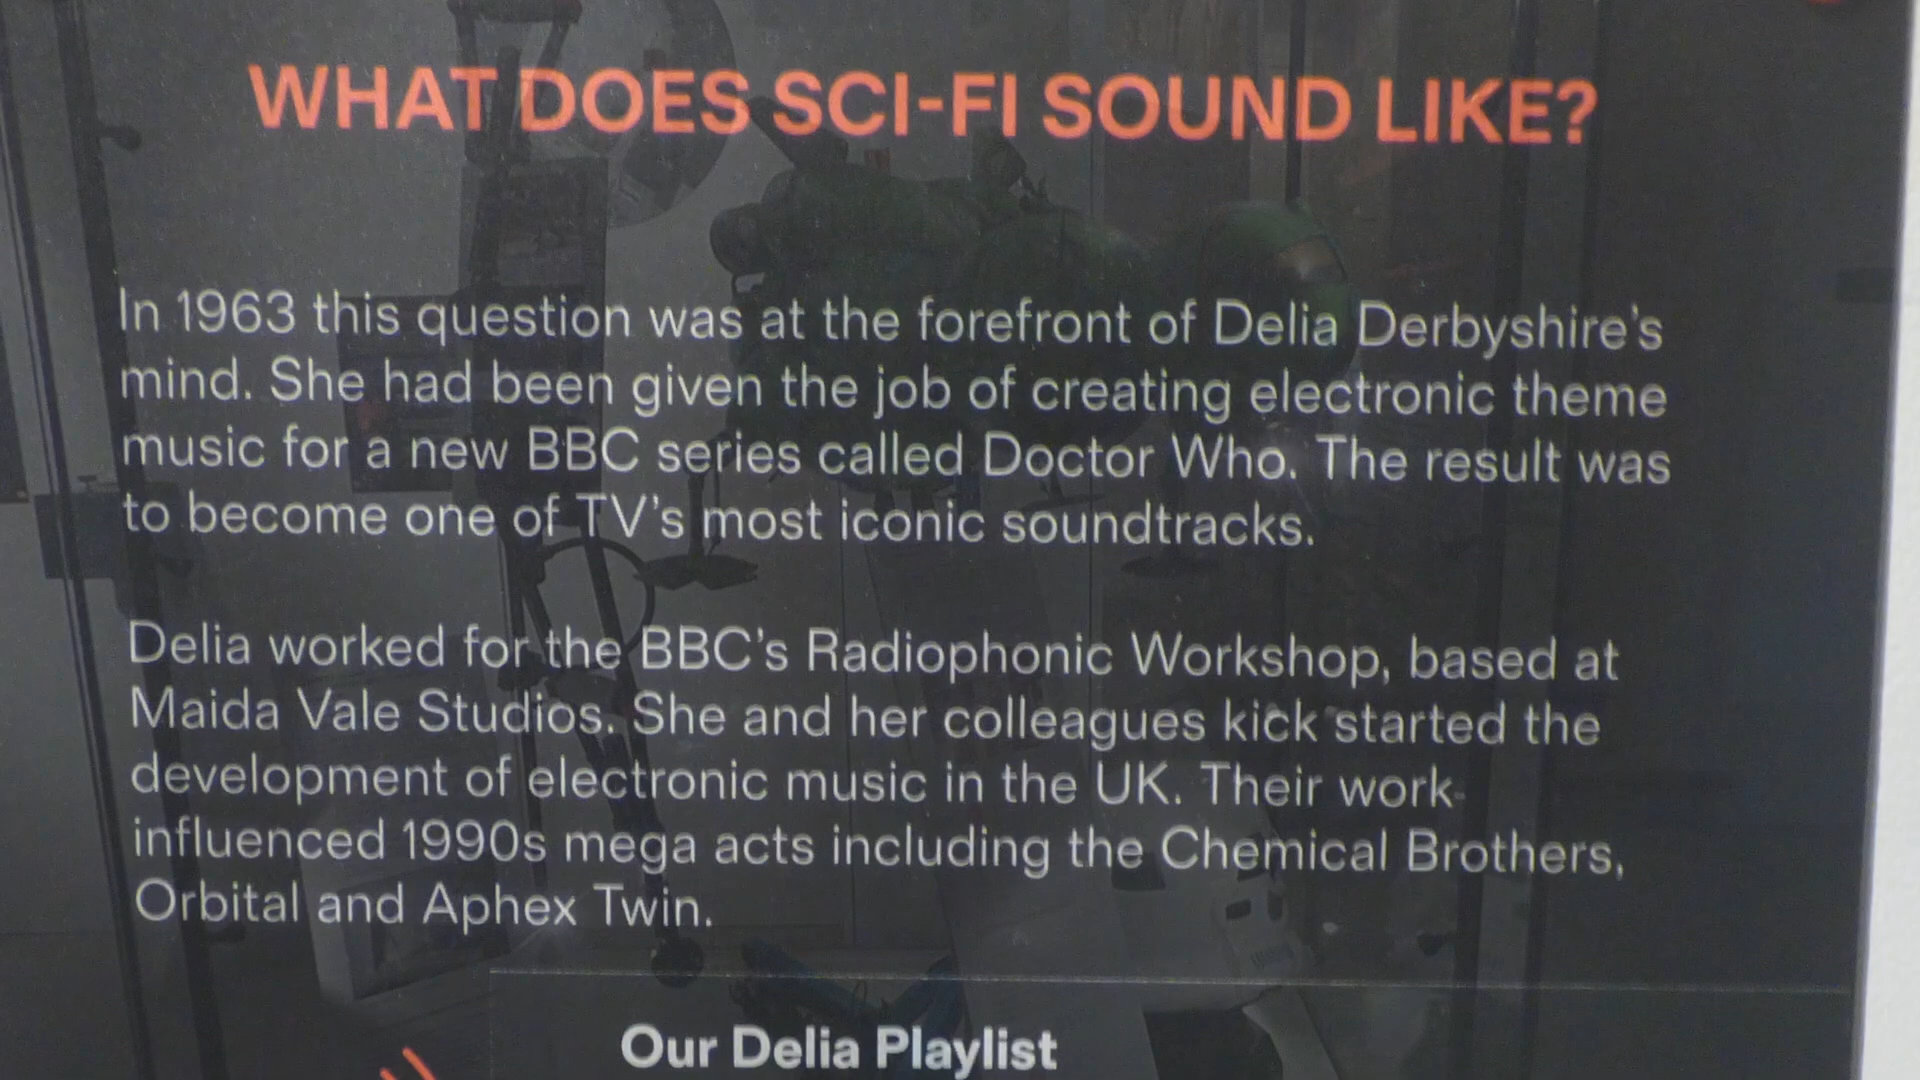 WHAT DOES SCI-FI SOUND LIKE?
In 1963 this question was at the forefront of Delia Derbyshire's
mind. She had been given the job of creating electronic theme
music for a new BBC series called Doctor Who. The result was
to become one of TV's most iconic soundtracks.
Delia worked for the BBC's Radiophonic Workshop, based at
Maida Vale Studios. She and her colleagues kick started the
development of electronic music in the UK. Their work
influenced 1990s mega acts including the Chemical Brothers,
Orbital and Aphex Twin.
Our Delia Playlist